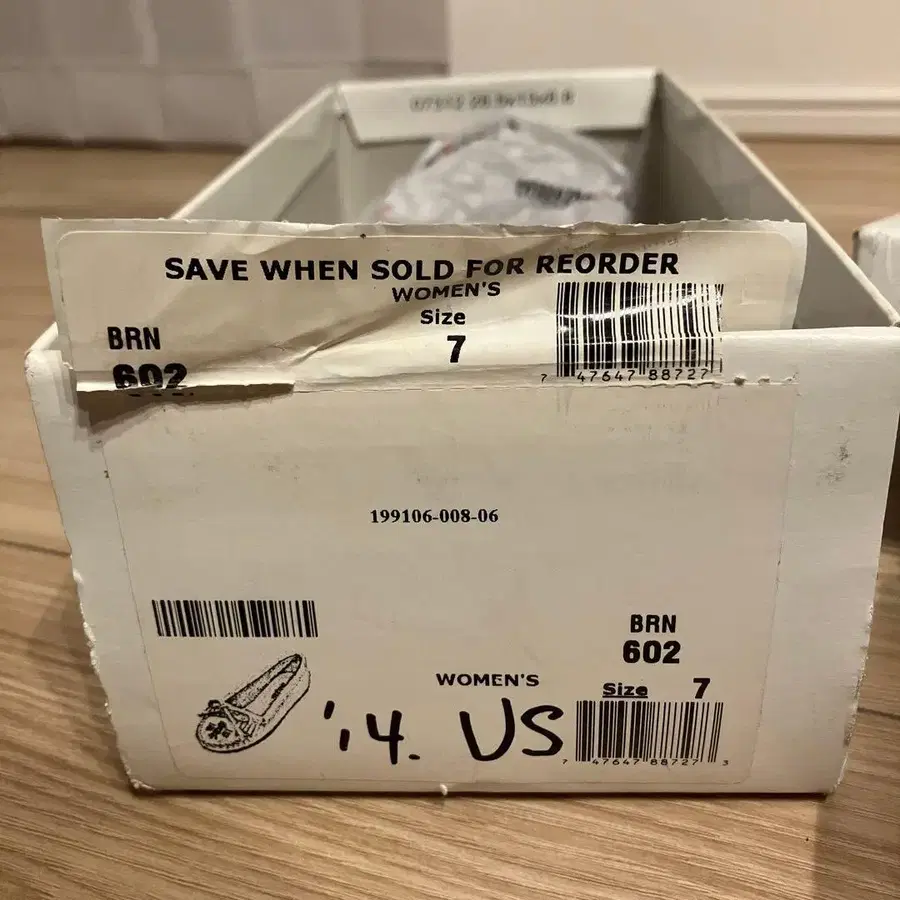 SAVE WHEN SOLD FOR REORDER
WOMEN'S
Size
BRN
7
602
7 47647 88727
199106-008-06
BRN
602
WOMEN'S
Size 7
'14. US
7 47647 88727 3